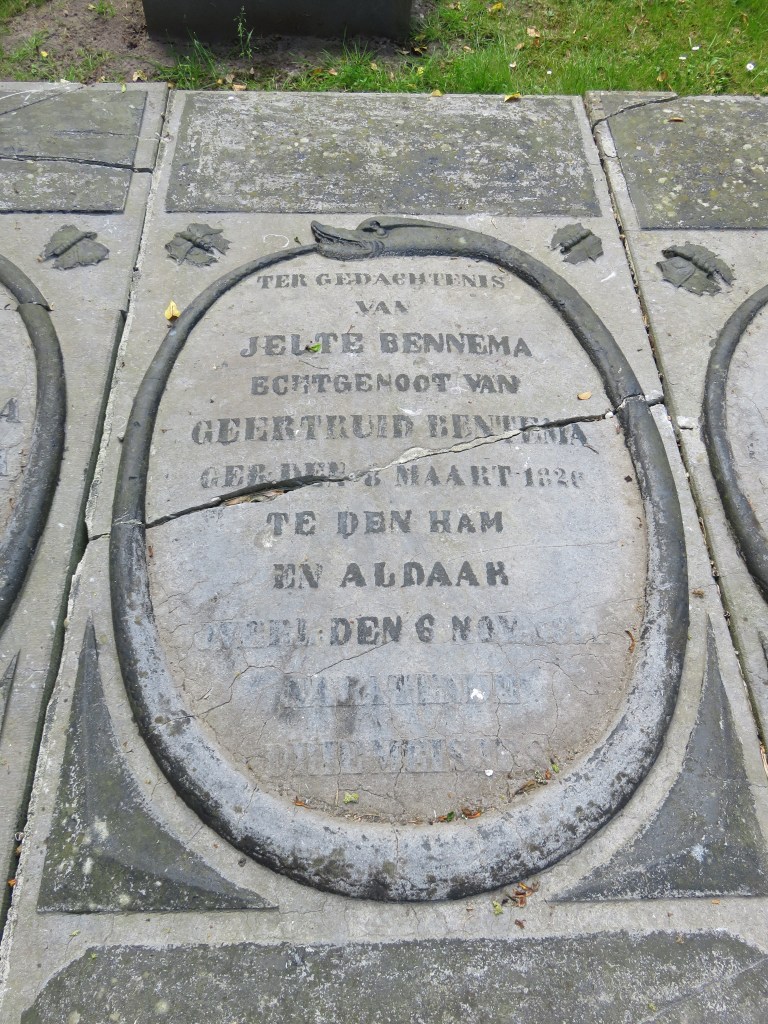 TER GEDACHTENIS
VAN
JELTE BENNEMA
ECHTGENOOT VAN
GEERTRUID BENTEMA
GEB: DEN 8 MAART 1826
TE DEN HAM
EN ALDAAR
OVERL: DEN 6 NOV.